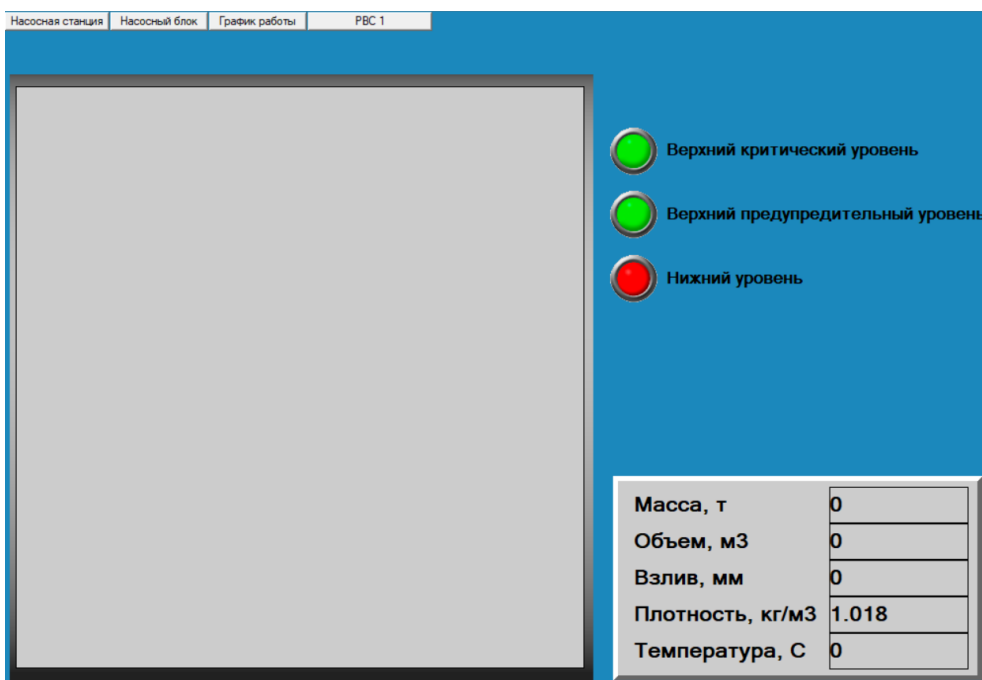 Насосная станция Насосный блок График работы РВС 1
Верхний критический уровень
Верхний предупредительный уровень
Нижний уровень
Масса, т 0
Объем, м3 0
Взлив, мм 0
Плотность, кг/м3 1.018
Температура, С 0